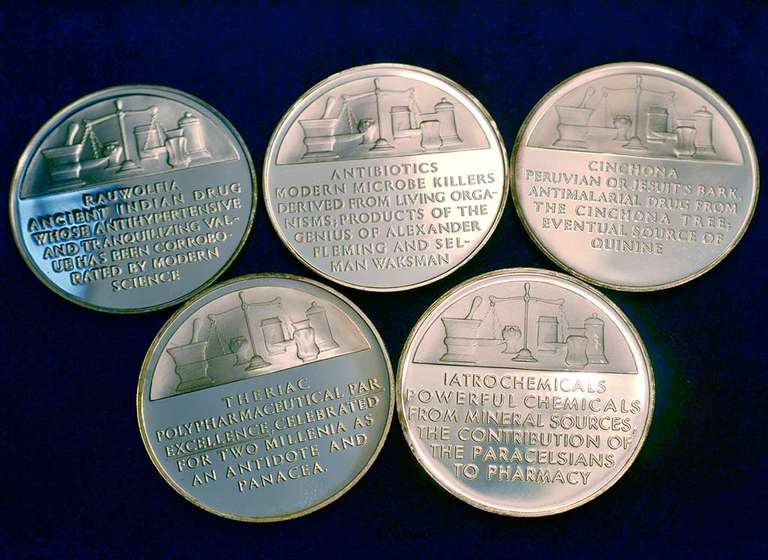 RAUWOLFIA
ANCIENT INDIAN DRUG
WHOSE ANTIHYPERTENSIVE
AND TRANQUILIZING VAL-
UE HAS BEEN CORROBO-
RATED BY MODERN
SCIENCE
ANTIBIOTICS
MODERN MICROBE KILLERS
DERIVED FROM LIVING ORGA-
NISMS; PRODUCTS OF THE
GENIUS OF ALEXANDER
FLEMING AND SEL-
MAN WAKSMAN
CINCHONA
PERUVIAN OR JESUIT'S BARK,
ANTIMALARIAL DRUG FROM
THE CINCHONA TREE;
EVENTUAL SOURCE OF
QUININE
THERIAC
POLYPHARMACEUTICAL PAR
EXCELLENCE, CELEBRATED
FOR TWO MILLENIA AS
AN ANTIDOTE AND
PANACEA.
IATROCHEMICALS
POWERFUL CHEMICALS
FROM MINERAL SOURCES,
THE CONTRIBUTION OF
THE PARACELSIANS
TO PHARMACY